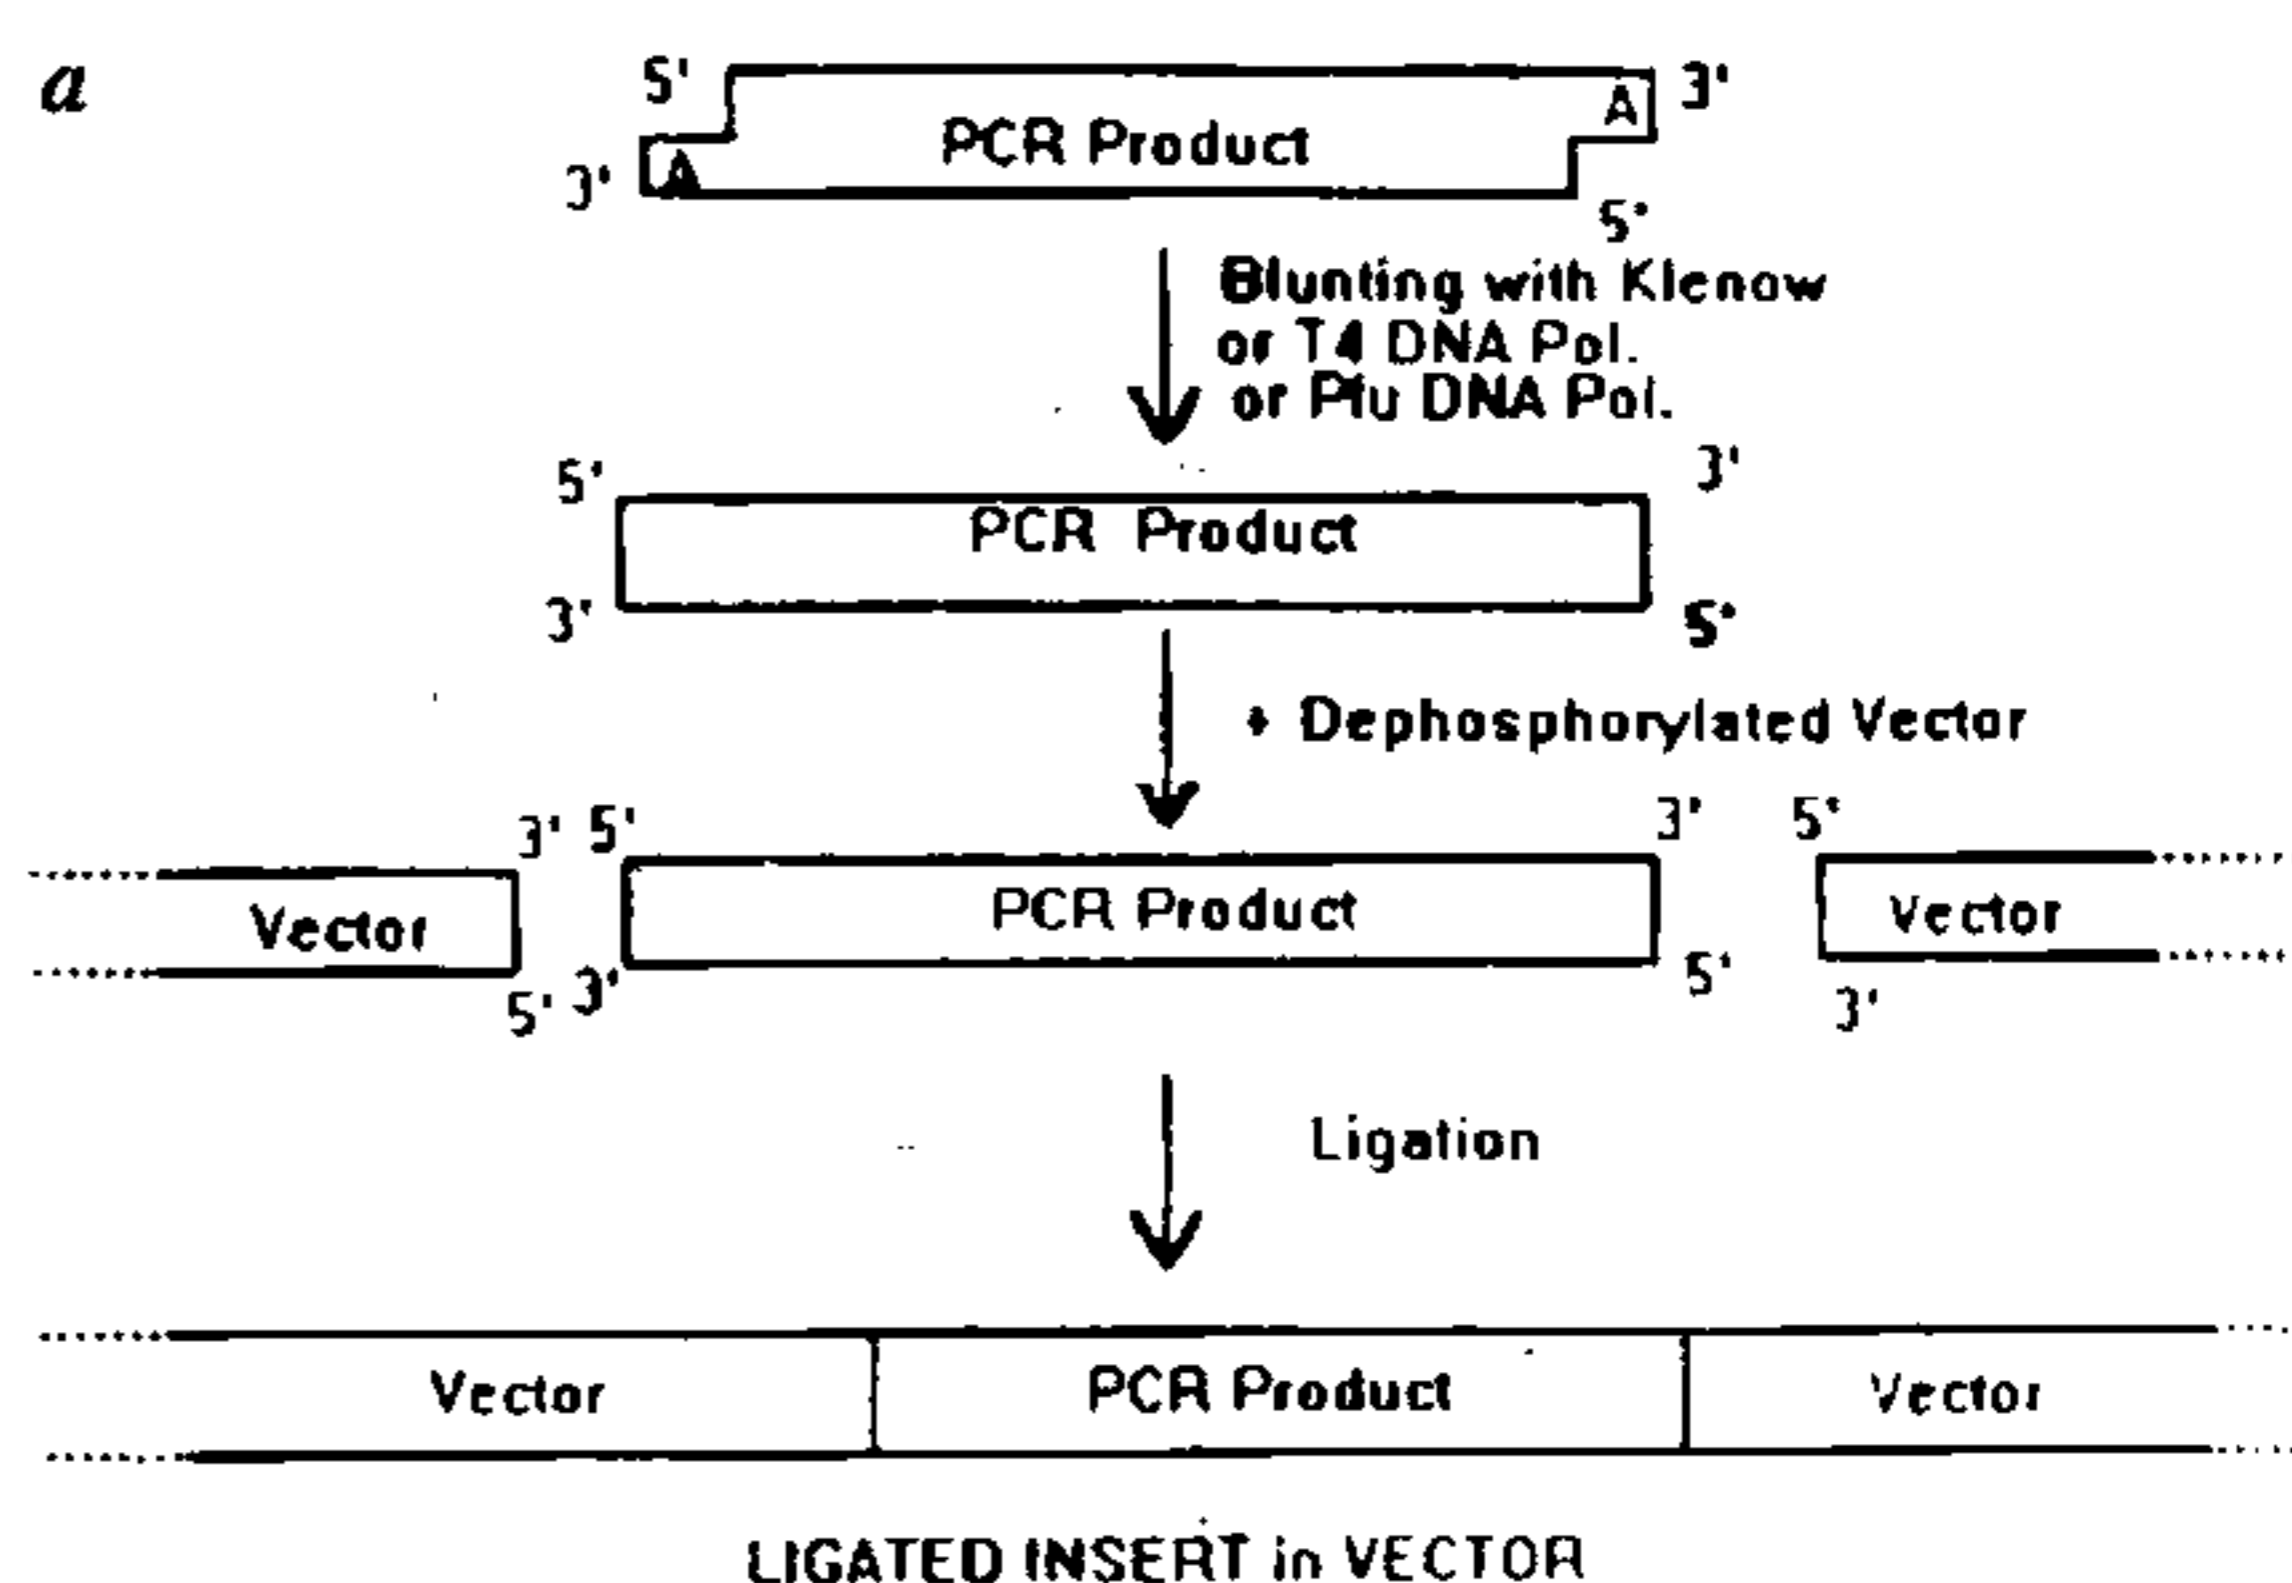 a
5' 3'
A
PCR Product
A
3' 5'
Blunting with Klenow
or T4 DNA Pol.
or Pfu DNA Pol.
5' 3'
PCR Product
3' 5'
+ Dephosphorylated Vector
3' 5' 3' 5'
Vector PCR Product Vector
5' 3' 5' 3'
Ligation
Vector PCR Product Vector
LIGATED INSERT in VECTOR